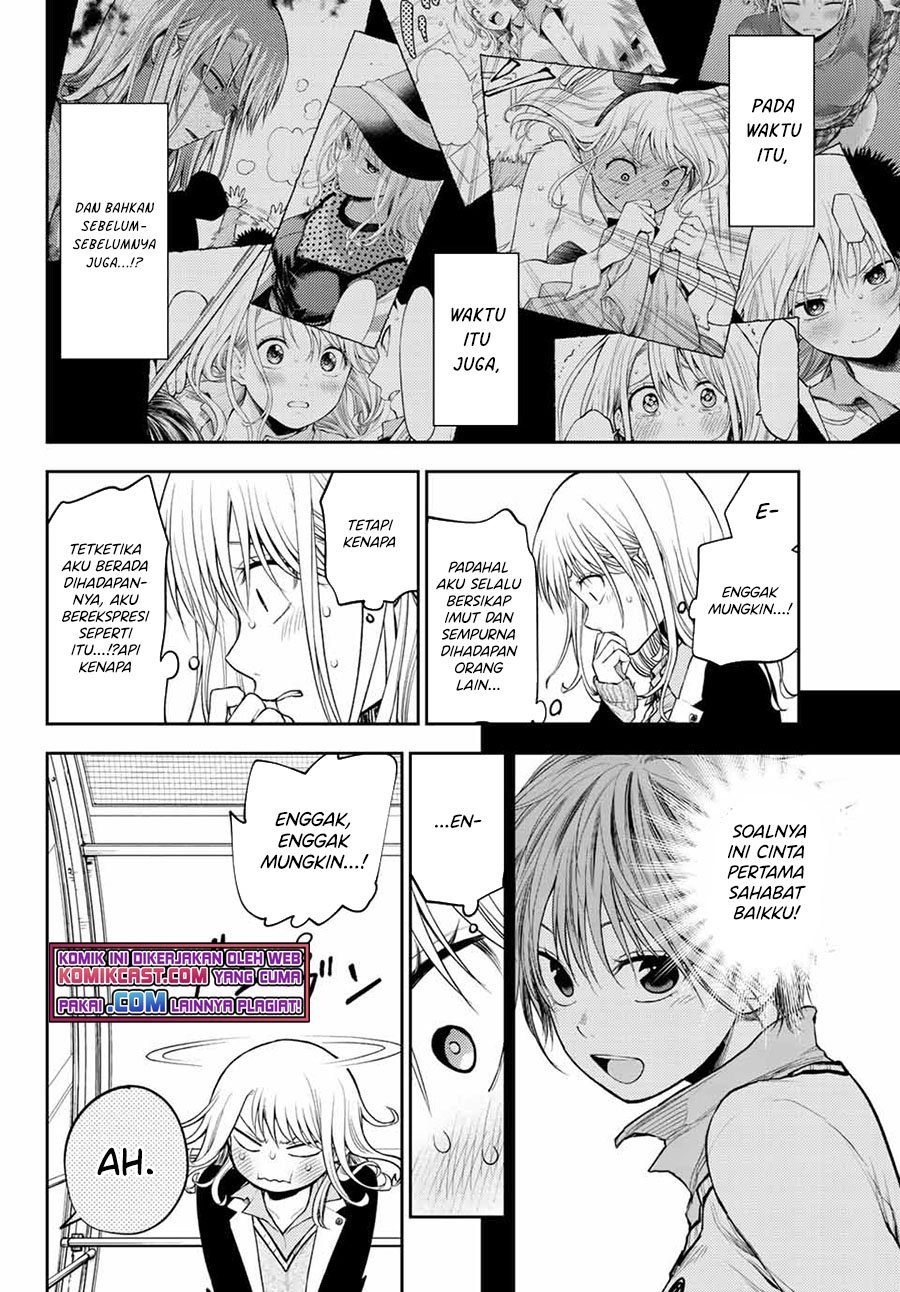 PADA
WAKTU
ITU,
WAKTU
ITU
JUGA,
DAN BAHKAN
SEBELUM-
SEBELUMNYA
JUGA...!?
E-
ENGGAK
MUNGKIN...!
PADAHAL
AKU SELALU
BERSIKAP
IMUT DAN
SEMPURNA
DIHADAPAN
ORANG
LAIN...
TETAPI
KENAPA
TETKETIKA
AKU BERADA
DIHADAPAN-
NYA, AKU
BEREKSPRESI
SEPERTI
ITU...!?API
KENAPA
SOALNYA
INI CINTA
PERTAMA
SAHABAT
BAIKKU!
...EN-
ENGGAK,
ENGGAK
MUNGKIN...!
KOMIK INI DIKERJAKAN OLEH WEB
KOMIKCAST.COM YANG CUMA
PAKAI .COM LAINNYA PLAGIAT!
AH.